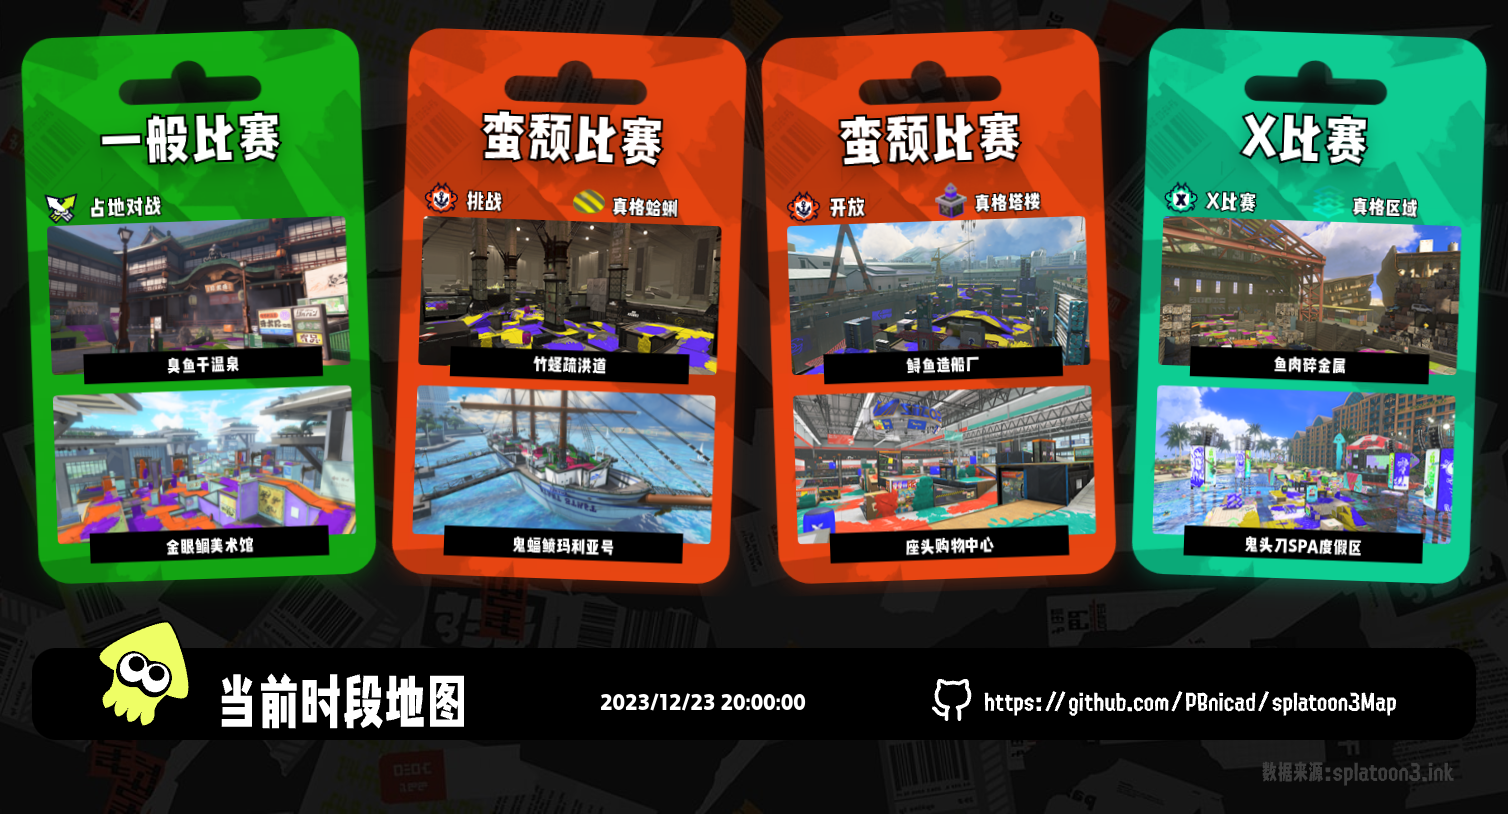 一般比赛
占地对战
臭鱼干温泉
金眼鲷美术馆
蛮颓比赛
挑战
真格蛤蜊
竹蛏疏洪道
鬼蝠鲼玛利亚号
蛮颓比赛
开放
真格塔楼
鲟鱼造船厂
座头购物中心
X比赛
X比赛
真格区域
鱼肉碎金属
鬼头刀SPA度假区
当前时段地图
2023/12/23 20:00:00
https://github.com/PBnicad/splatoon3Map
数据来源:splatoon3.ink